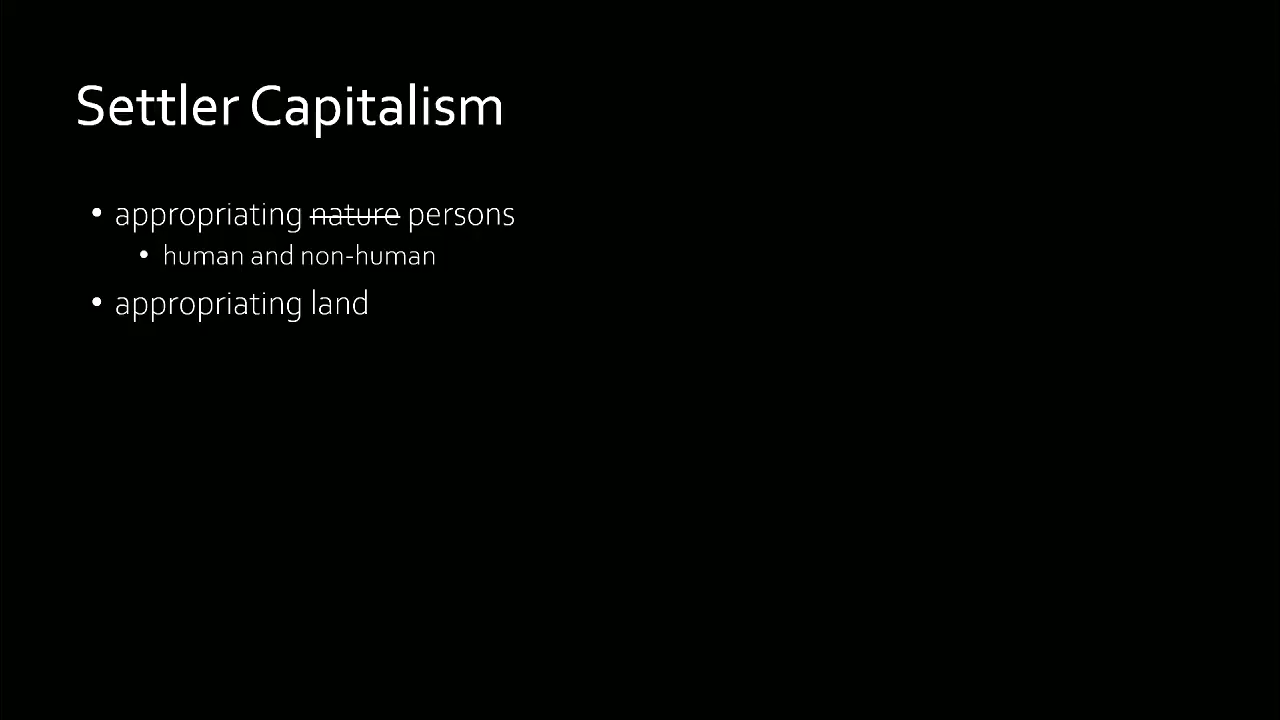 Settler Capitalism
• appropriating nature persons
• human and non-human
• appropriating land